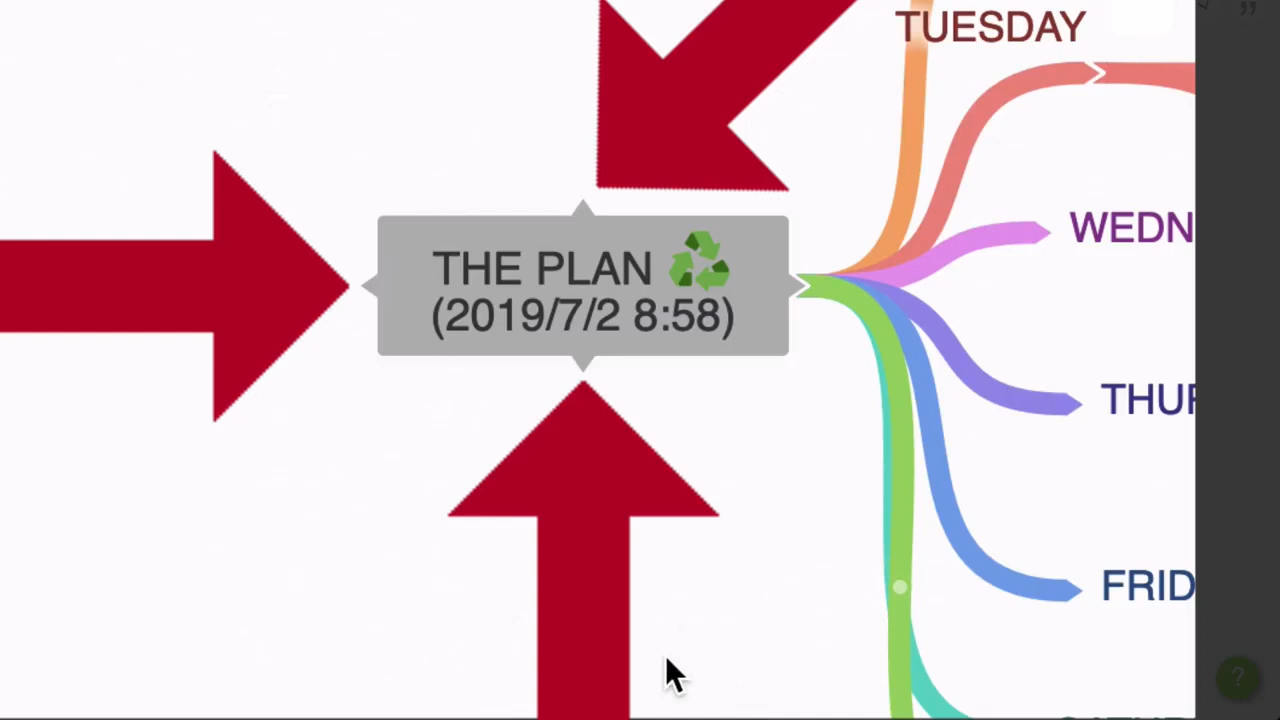 TUESDAY
WEDN
THE PLAN
(2019/7/2 8:58)
THUR
FRID
?